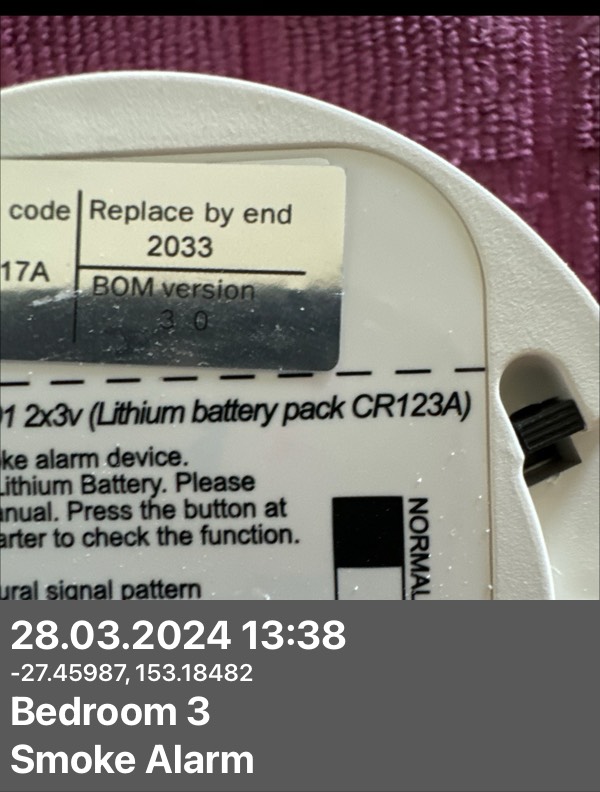 code Replace by end
2033
17A
BOM version
3 0
1 2x3v (Lithium battery pack CR123A)
ke alarm device.
ithium Battery. Please
anual. Press the button at
arter to check the function.
ural signal pattern
NORMAL
28.03.2024 13:38
-27.45987, 153.18482
Bedroom 3
Smoke Alarm